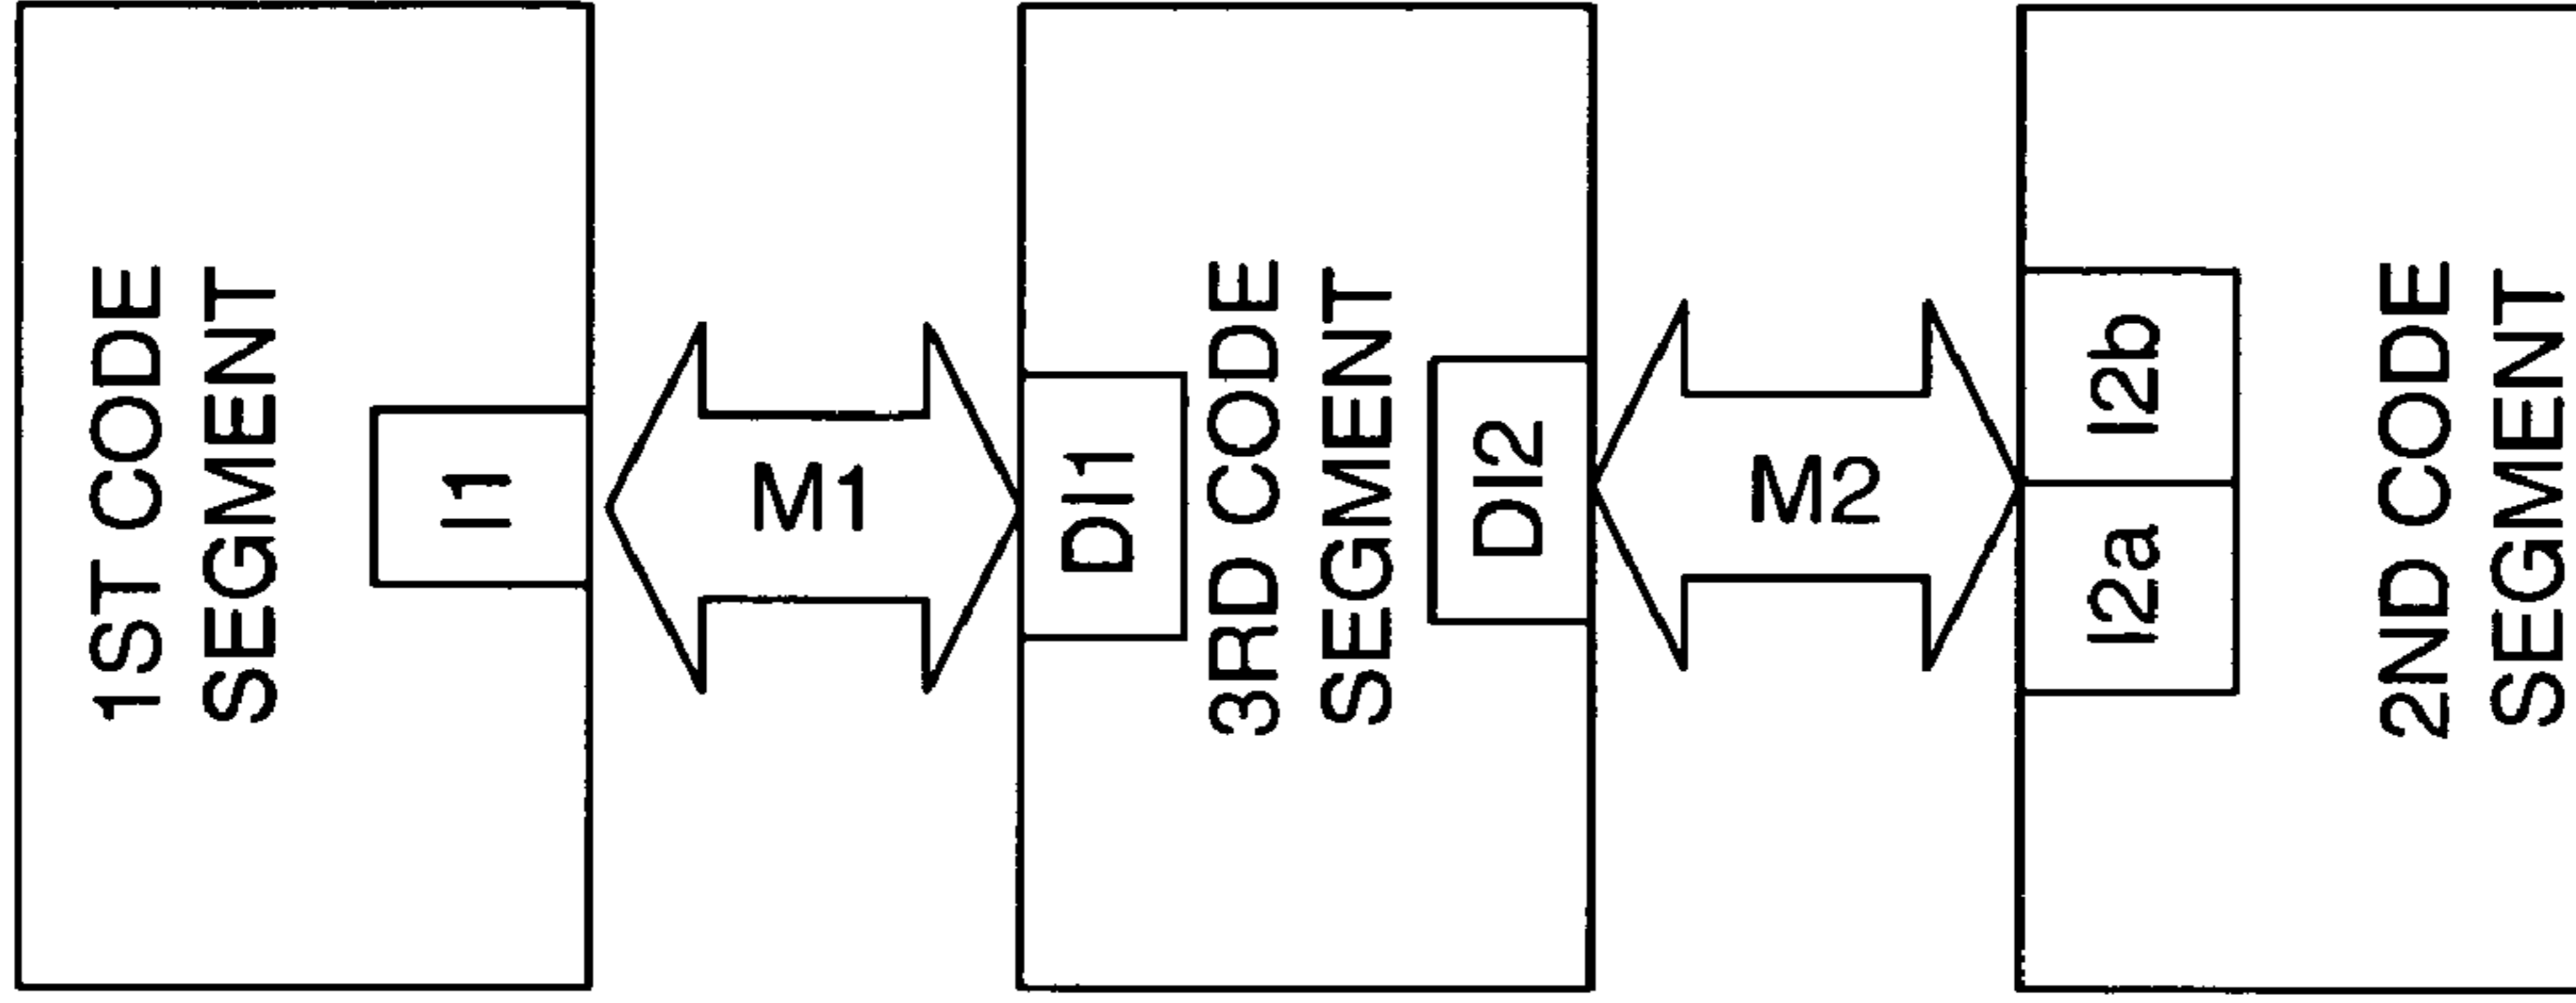 1ST CODE
SEGMENT
I1
M1
DI1
3RD CODE
SEGMENT
DI2
M2
I2a
I2b
2ND CODE
SEGMENT